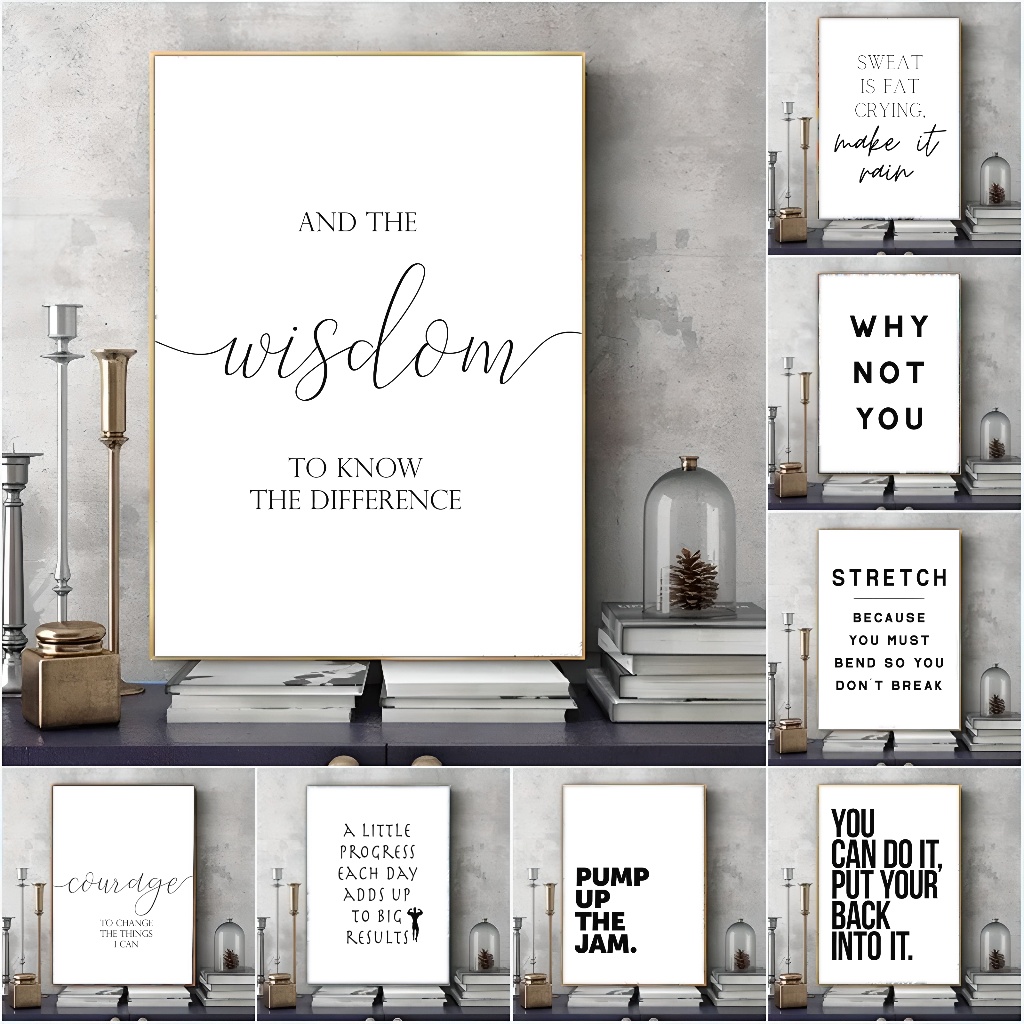 AND THE
wisdom
TO KNOW
THE DIFFERENCE
SWEAT
IS FAT
CRYING,
make it
rain
WHY
NOT
YOU
STRETCH
BECAUSE
YOU MUST
BEND SO YOU
DON'T BREAK
courage
TO CHANGE
THE THINGS
I CAN
A LITTLE
PROGRESS
EACH DAY
ADDS UP
TO BIG
RESULTS
PUMP
UP
THE
JAM.
YOU
CAN DO IT,
PUT YOUR
BACK
INTO IT.